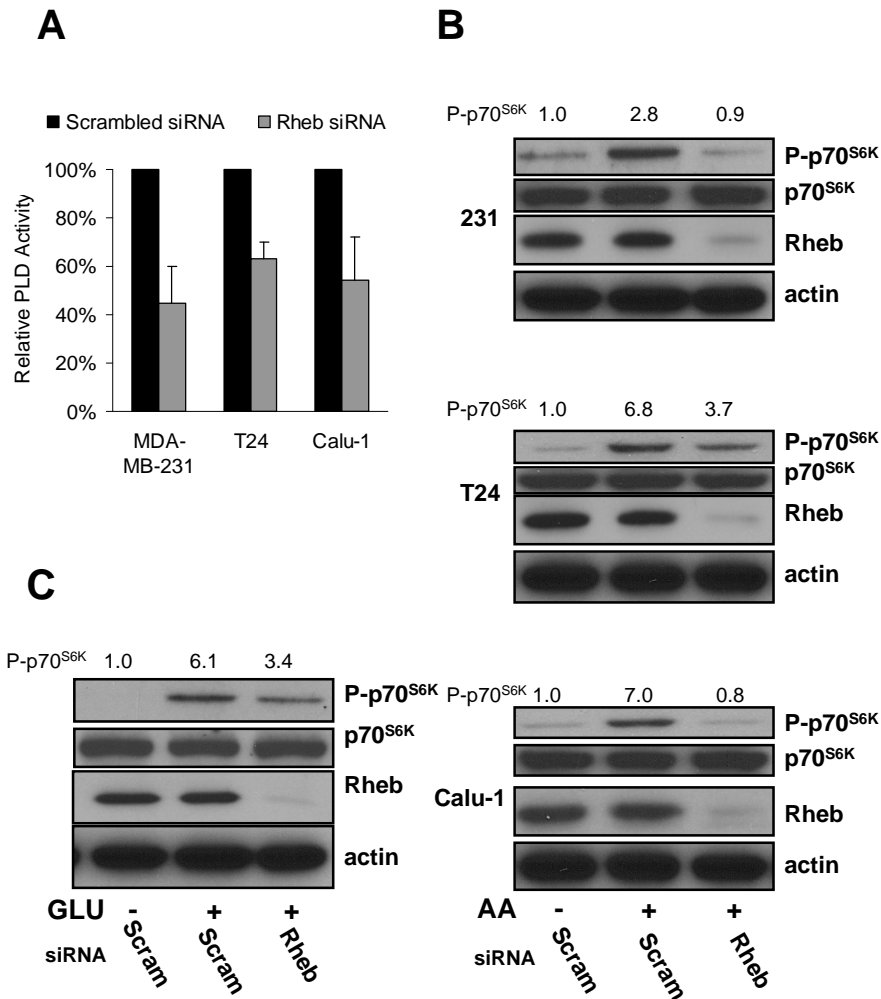 A
Scrambled siRNA Rheb siRNA
Relative PLD Activity
100%
80%
60%
40%
20%
0%
MDA-
MB-231
T24
Calu-1
B
P-p70S6K 1.0 2.8 0.9
231
P-p70S6K
p70S6K
Rheb
actin
P-p70S6K 1.0 6.8 3.7
T24
P-p70S6K
p70S6K
Rheb
actin
P-p70S6K 1.0 7.0 0.8
Calu-1
P-p70S6K
p70S6K
Rheb
actin
AA - + +
siRNA Scram Scram Rheb
C
P-p70S6K 1.0 6.1 3.4
P-p70S6K
p70S6K
Rheb
actin
GLU - + +
siRNA Scram Scram Rheb